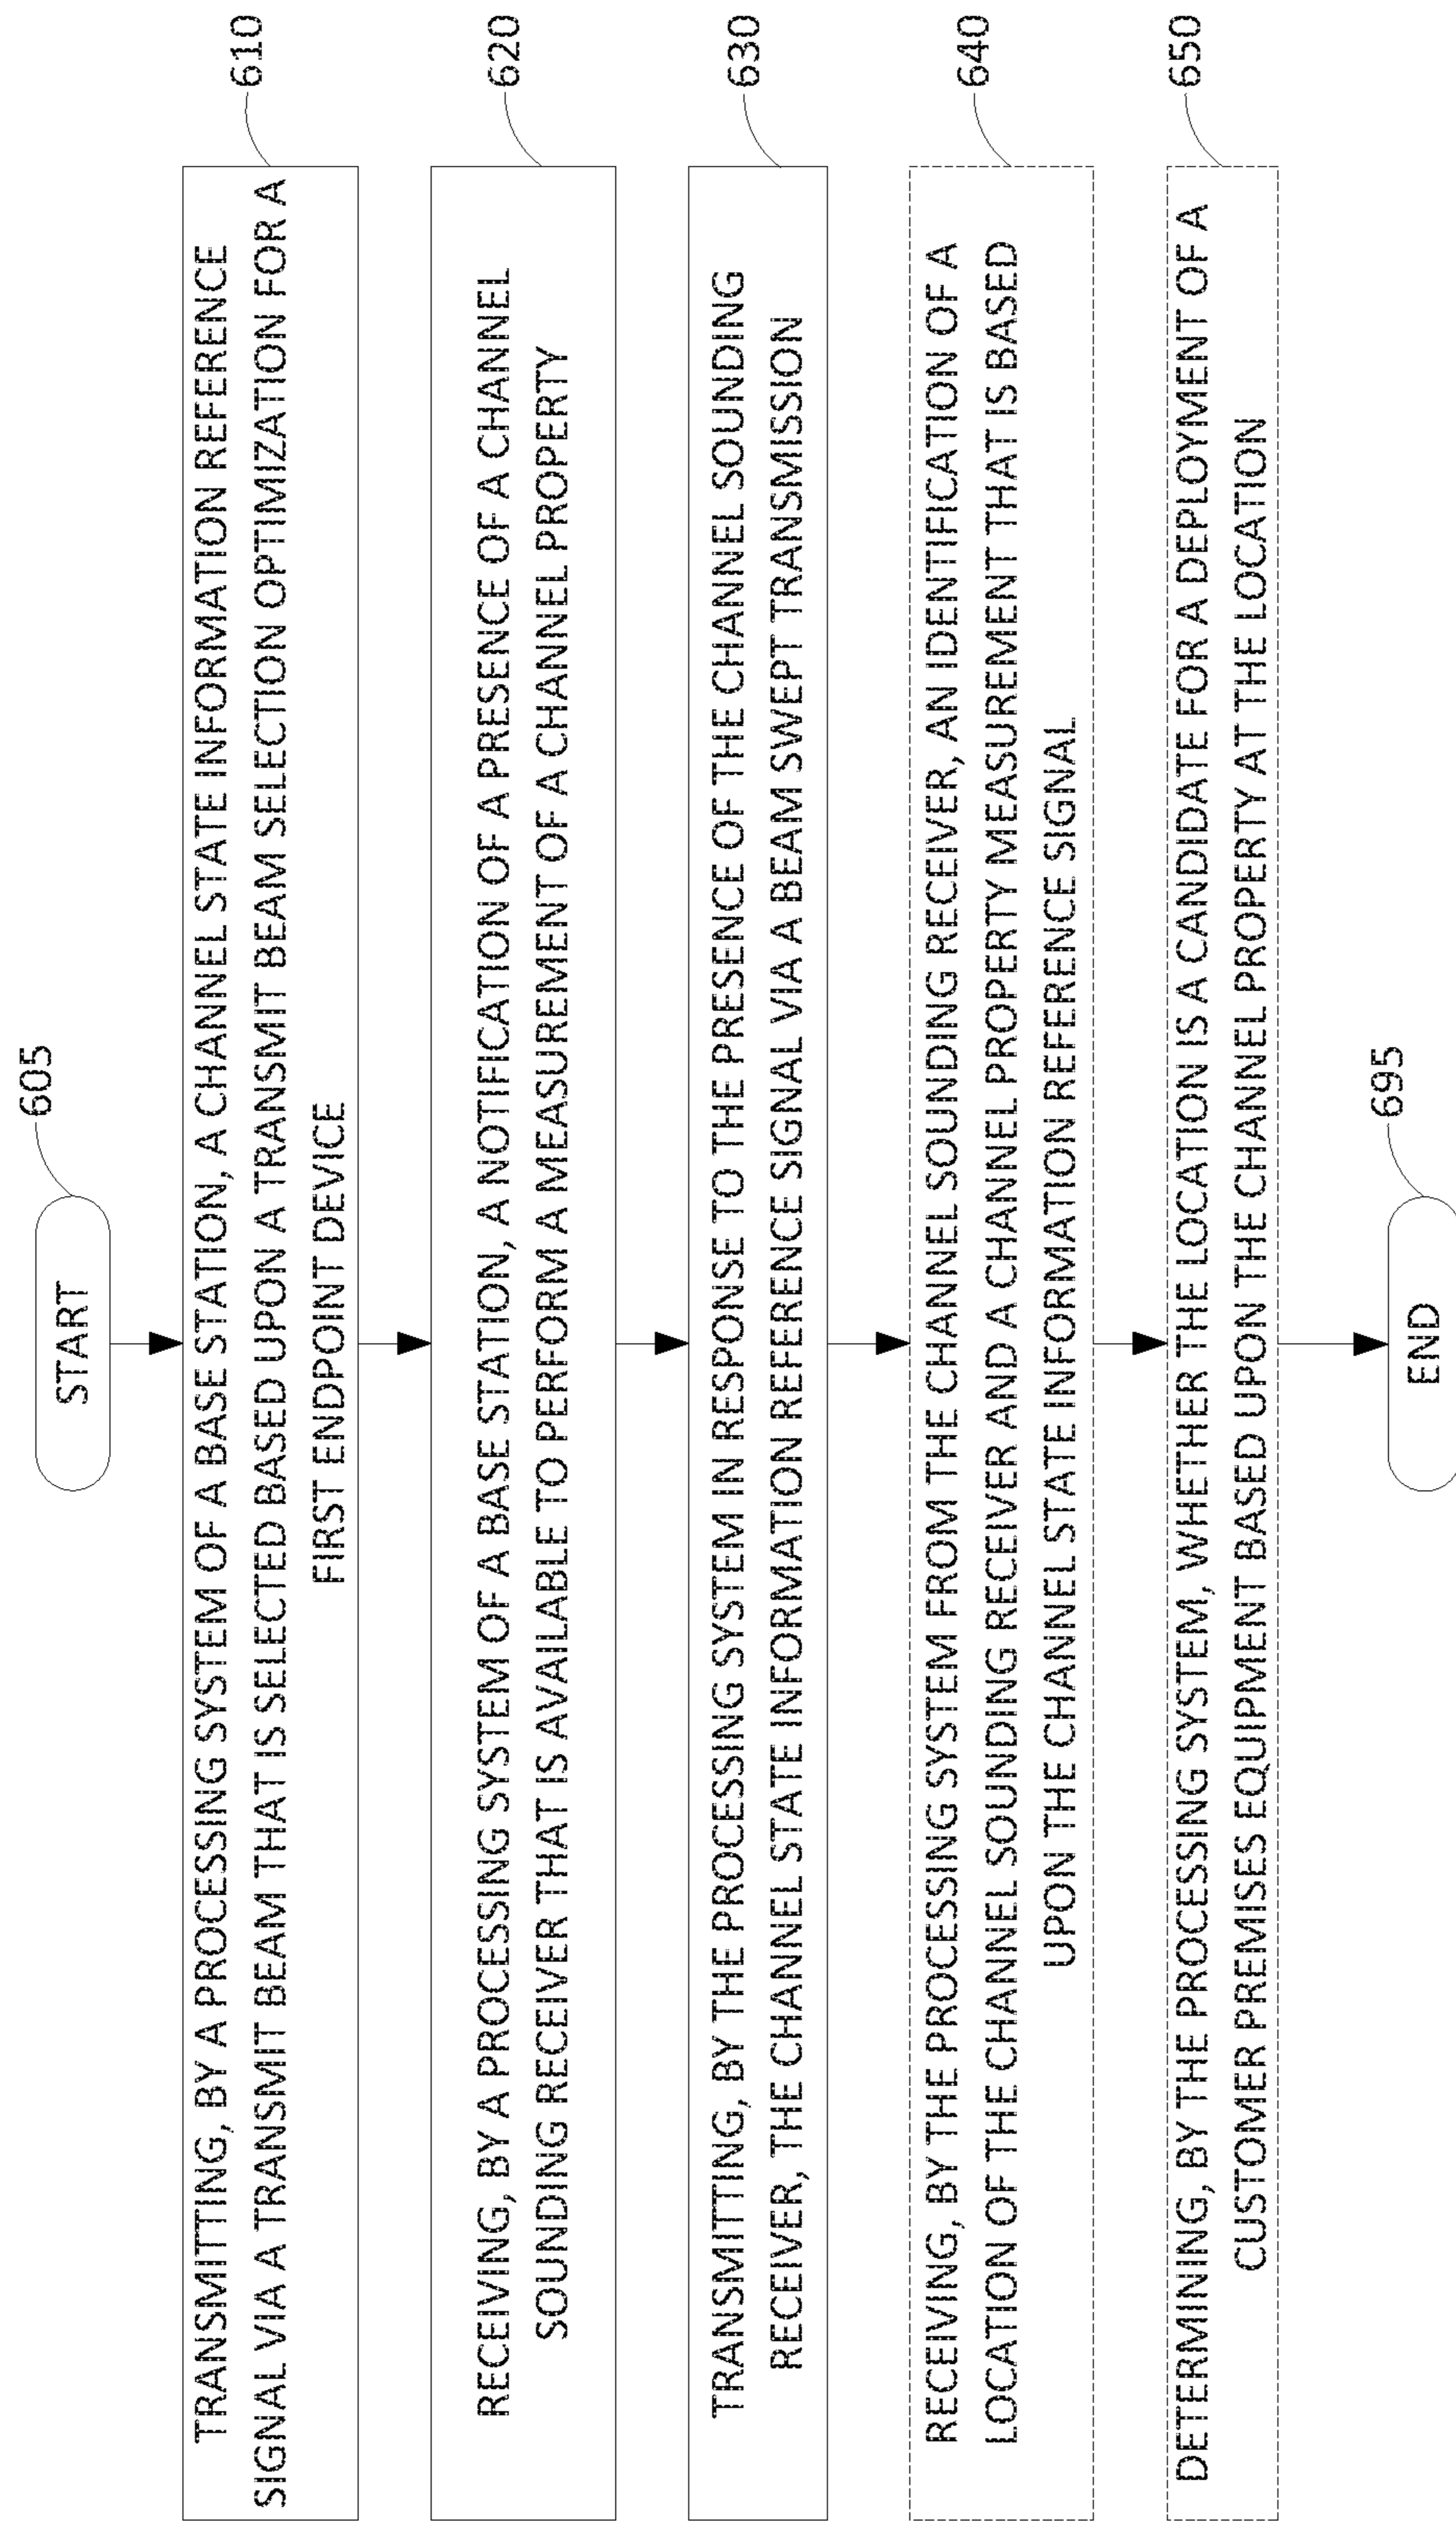 605
START
610
TRANSMITTING, BY A PROCESSING SYSTEM OF A BASE STATION, A CHANNEL STATE INFORMATION REFERENCE
SIGNAL VIA A TRANSMIT BEAM THAT IS SELECTED BASED UPON A TRANSMIT BEAM SELECTION OPTIMIZATION FOR A
FIRST ENDPOINT DEVICE
620
RECEIVING, BY A PROCESSING SYSTEM OF A BASE STATION, A NOTIFICATION OF A PRESENCE OF A CHANNEL
SOUNDING RECEIVER THAT IS AVAILABLE TO PERFORM A MEASUREMENT OF A CHANNEL PROPERTY
630
TRANSMITTING, BY THE PROCESSING SYSTEM IN RESPONSE TO THE PRESENCE OF THE CHANNEL SOUNDING
RECEIVER, THE CHANNEL STATE INFORMATION REFERENCE SIGNAL VIA A BEAM SWEPT TRANSMISSION
640
RECEIVING, BY THE PROCESSING SYSTEM FROM THE CHANNEL SOUNDING RECEIVER, AN IDENTIFICATION OF A
LOCATION OF THE CHANNEL SOUNDING RECEIVER AND A CHANNEL PROPERTY MEASUREMENT THAT IS BASED
UPON THE CHANNEL STATE INFORMATION REFERENCE SIGNAL
650
DETERMINING, BY THE PROCESSING SYSTEM, WHETHER THE LOCATION IS A CANDIDATE FOR A DEPLOYMENT OF A
CUSTOMER PREMISES EQUIPMENT BASED UPON THE CHANNEL PROPERTY AT THE LOCATION
695
END